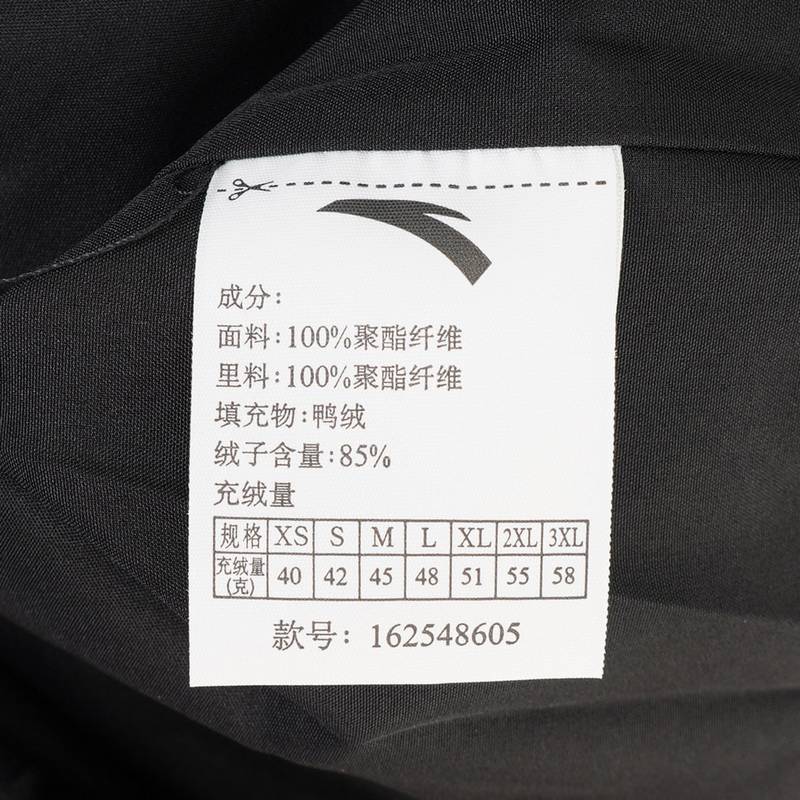 成分:
面料:100%聚酯纤维
里料:100%聚酯纤维
填充物:鸭绒
绒子含量:85%
充绒量
规格 XS S M L XL 2XL 3XL
充绒量(克) 40 42 45 48 51 55 58
款号: 162548605